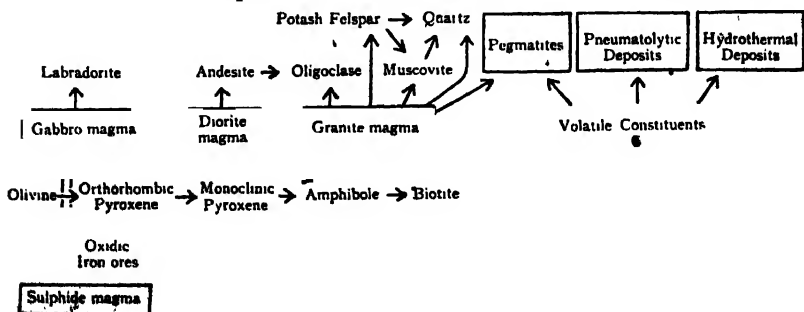 Potash Felspar → Quartz
Pegmatites
Pneumatolytic
Deposits
Hydrothermal
Deposits
Labradorite
Andesite → Oligoclase
Muscovite
Gabbro magma
Diorite
magma
Granite magma
Volatile Constituents
Olivine → Orthorhombic
Pyroxene → Monoclinic
Pyroxene → Amphibole → Biotite
Oxidic
Iron ores
Sulphide magma